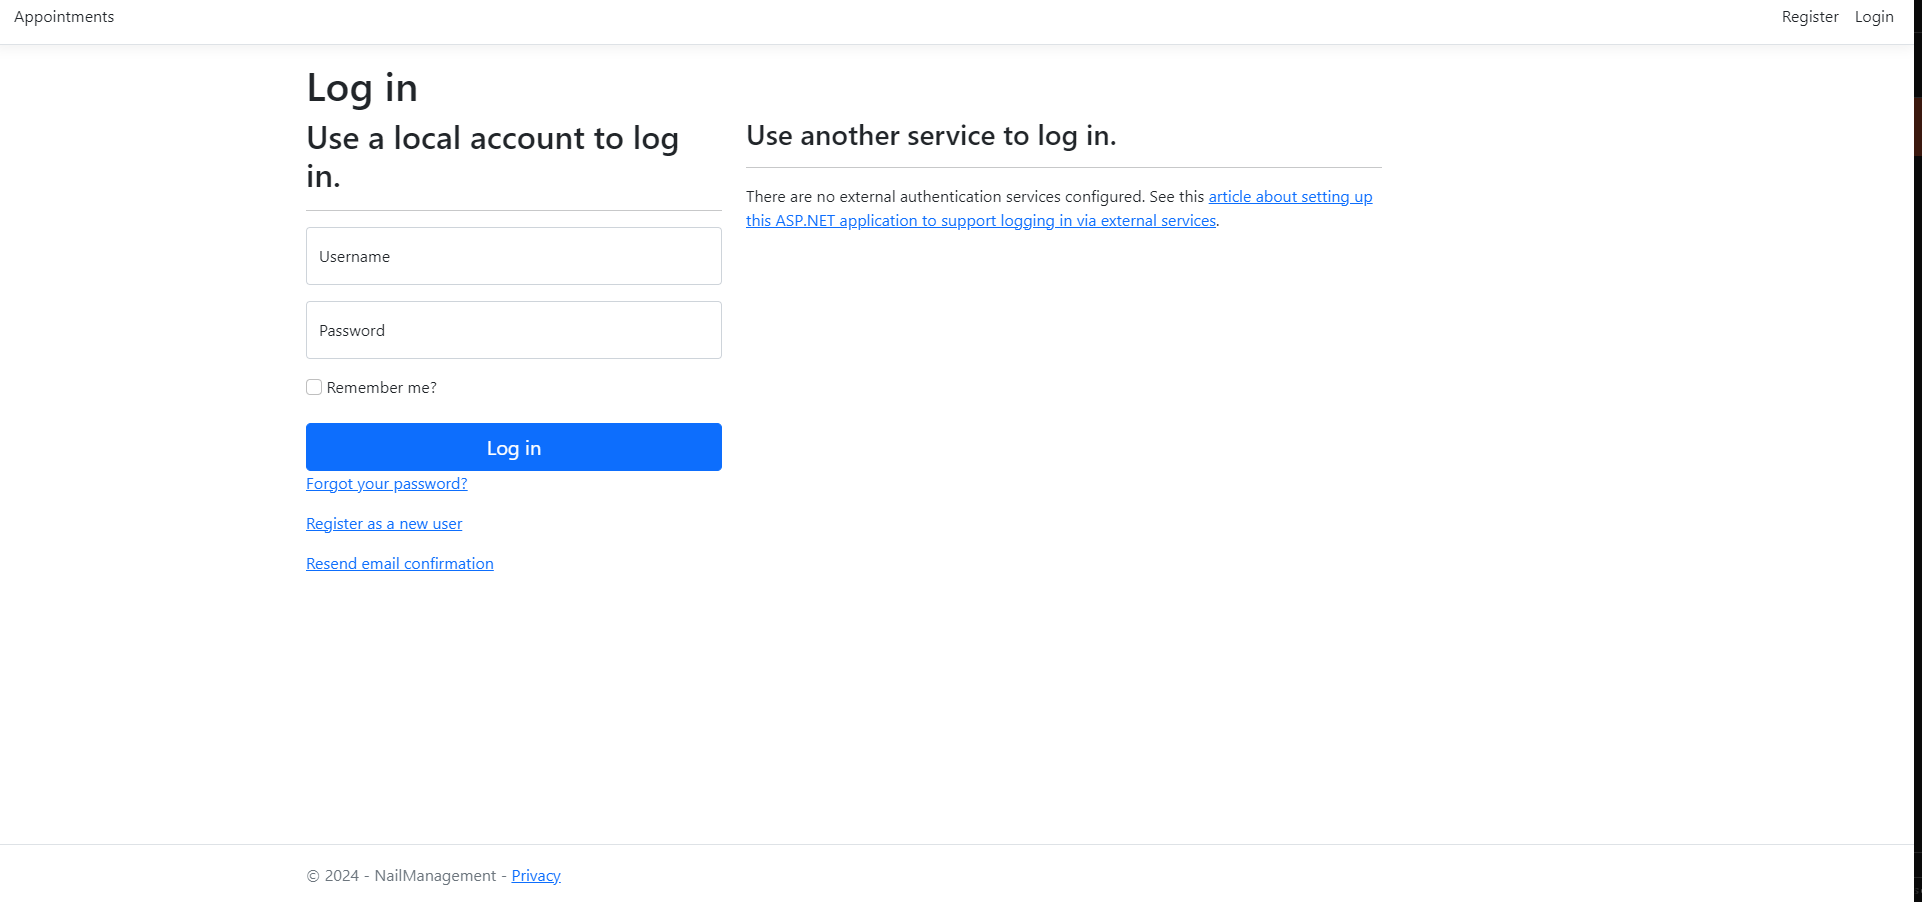 Appointments
Register Login
Log in
Use a local account to log
in.
Username
Password
Remember me?
Log in
Forgot your password?
Register as a new user
Resend email confirmation
Use another service to log in.
There are no external authentication services configured. See this article about setting up
this ASP.NET application to support logging in via external services.
© 2024 - NailManagement - Privacy